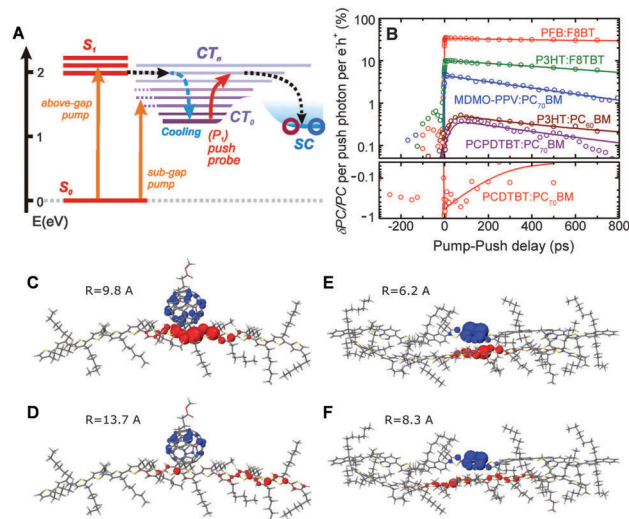 A
S₁
CTₙ
2
above-gap
pump
Cooling
CT₀
1
(P₁)
push
probe
SC
sub-gap
pump
S₀
0
E(eV)
B
δPC/PC per push photon per e⁻h⁺ (%)
100
PFB:F8BT
10
P3HT:F8TBT
MDMO-PPV:PC₇₀BM
1
P3HT:PC₆₀BM
0.1
PCPDTBT:PC₇₀BM
-0.1
PCDTBT:PC₇₀BM
-1
-200 0 200 400 600 800
Pump-Push delay (ps)
C
R=9.8 A
E
R=6.2 A
D
R=13.7 A
F
R=8.3 A